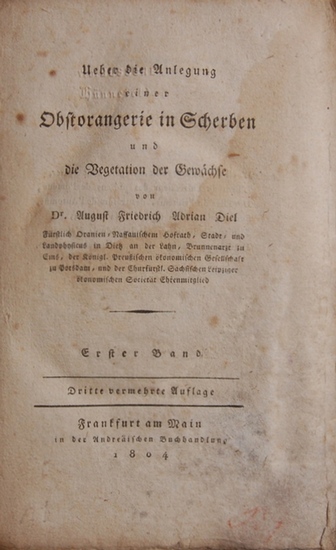 Ueber die Anlegung
einer
Obstorangerie in Scherben
und
die Vegetation der Gewächse
von
Dr. August Friedrich Adrian Diel
Fürstlich Oranien-Nassauischem Hofrath, Stadt- und
Landphysicus in Dietz an der Lahn, Brunnenarzt in
Ems, der Königl. Preußischen ökonomischen Gesellschaft
zu Potsdam, und der Churfürstl. Sächsischen Leipziger
ökonomischen Societät Ehrenmitglied
Erster Band
Dritte vermehrte Auflage
Frankfurt am Main
in der Andreäischen Buchhandlung
1804